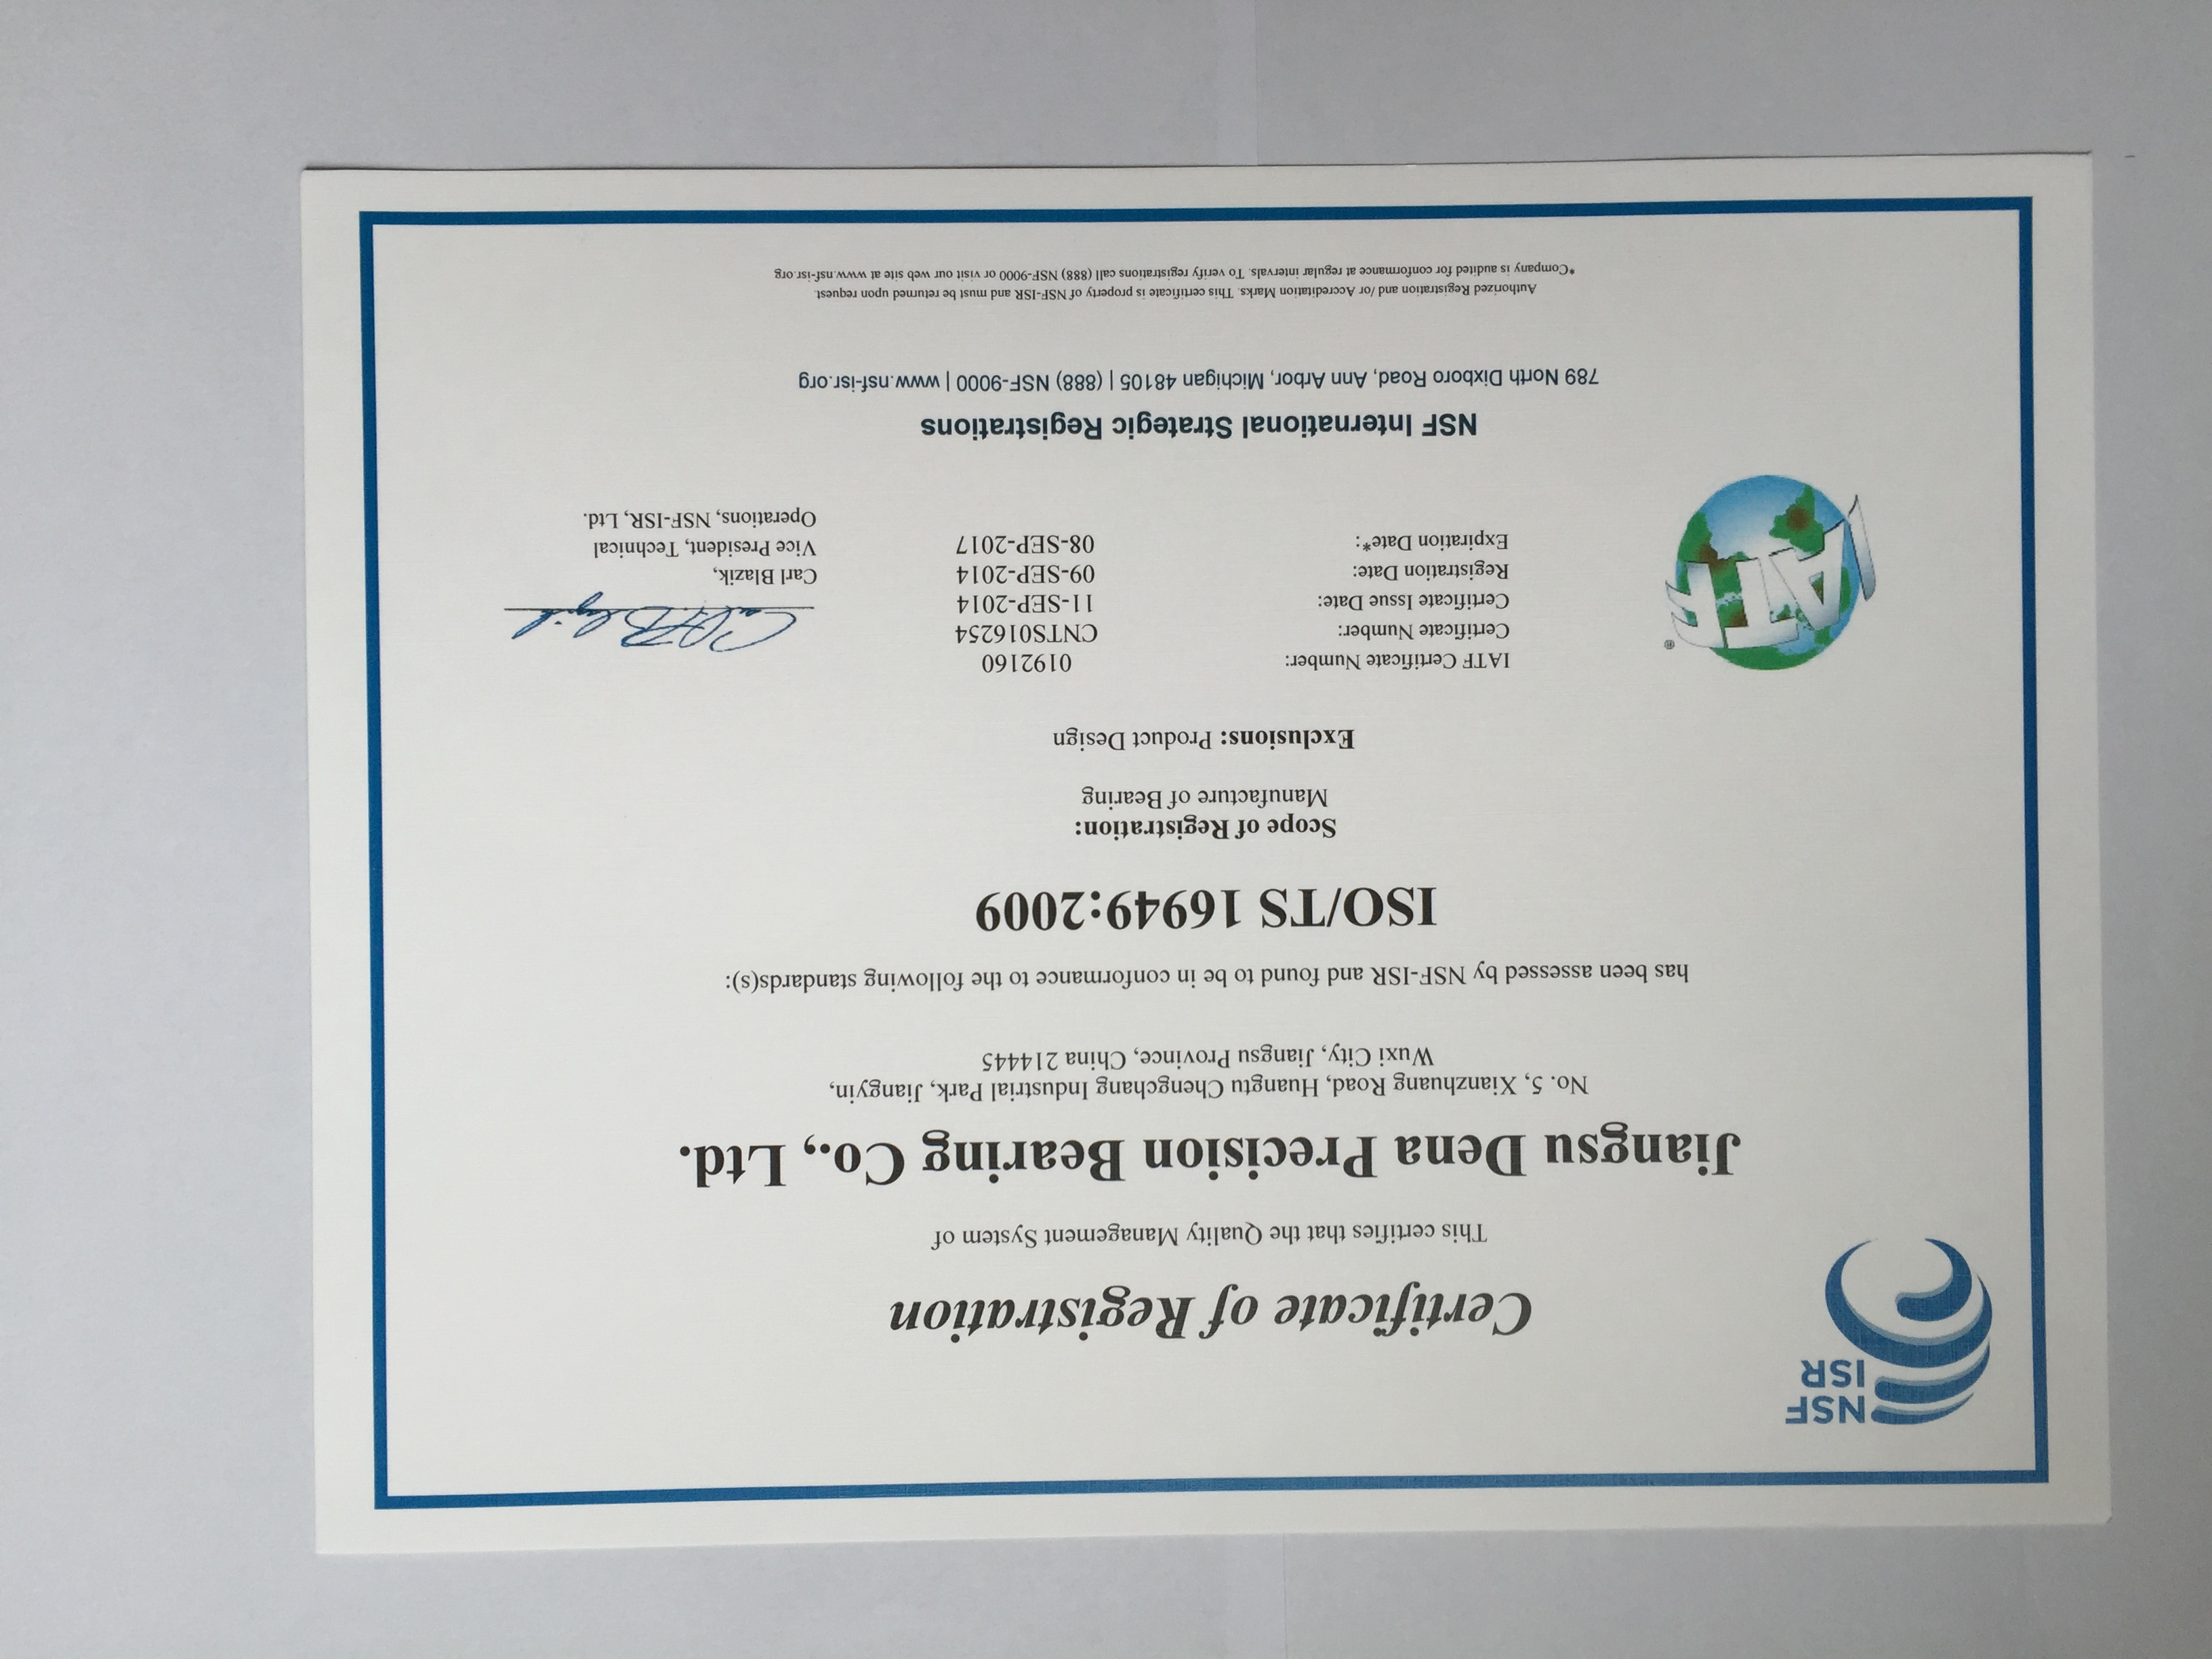 NSF
ISR
Certificate of Registration
This certifies that the Quality Management System of
Jiangsu Dena Precision Bearing Co., Ltd.
No. 5, Xianzhuang Road, Huangtu Chengchang Industrial Park, Jiangyin,
Wuxi City, Jiangsu Province, China 214445
has been assessed by NSF-ISR and found to be in conformance to the following standards(s):
ISO/TS 16949:2009
Scope of Registration:
Manufacture of Bearing
Exclusions: Product Design
IATF®
IATF Certificate Number: 0192160
Certificate Number: CNTS016254
Certificate Issue Date: 11-SEP-2014
Registration Date: 09-SEP-2014
Expiration Date*: 08-SEP-2017
Carl Blazik,
Vice President, Technical
Operations, NSF-ISR, Ltd.
NSF International Strategic Registrations
789 North Dixboro Road, Ann Arbor, Michigan 48105 | (888) NSF-9000 | www.nsf-isr.org
Authorized Registration and /or Accreditation Marks. This certificate is property of NSF-ISR and must be returned upon request.
*Company is audited for conformance at regular intervals. To verify registrations call (888) NSF-9000 or visit our web site at www.nsf-isr.org